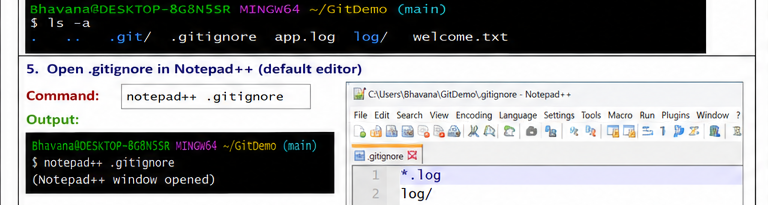 Bhavana@DESKTOP-8G8N5SR MINGW64 ~/GitDemo (main)
$ ls -a
. .. .git/ .gitignore app.log log/ welcome.txt
5. Open .gitignore in Notepad++ (default editor)
Command: notepad++ .gitignore
Output:
Bhavana@DESKTOP-8G8N5SR MINGW64 ~/GitDemo (main)
$ notepad++ .gitignore
(Notepad++ window opened)
C:\Users\Bhavana\GitDemo\.gitignore - Notepad++
File Edit Search View Encoding Language Settings Tools Macro Run Plugins Window ?
.gitignore
1 *.log
2 log/